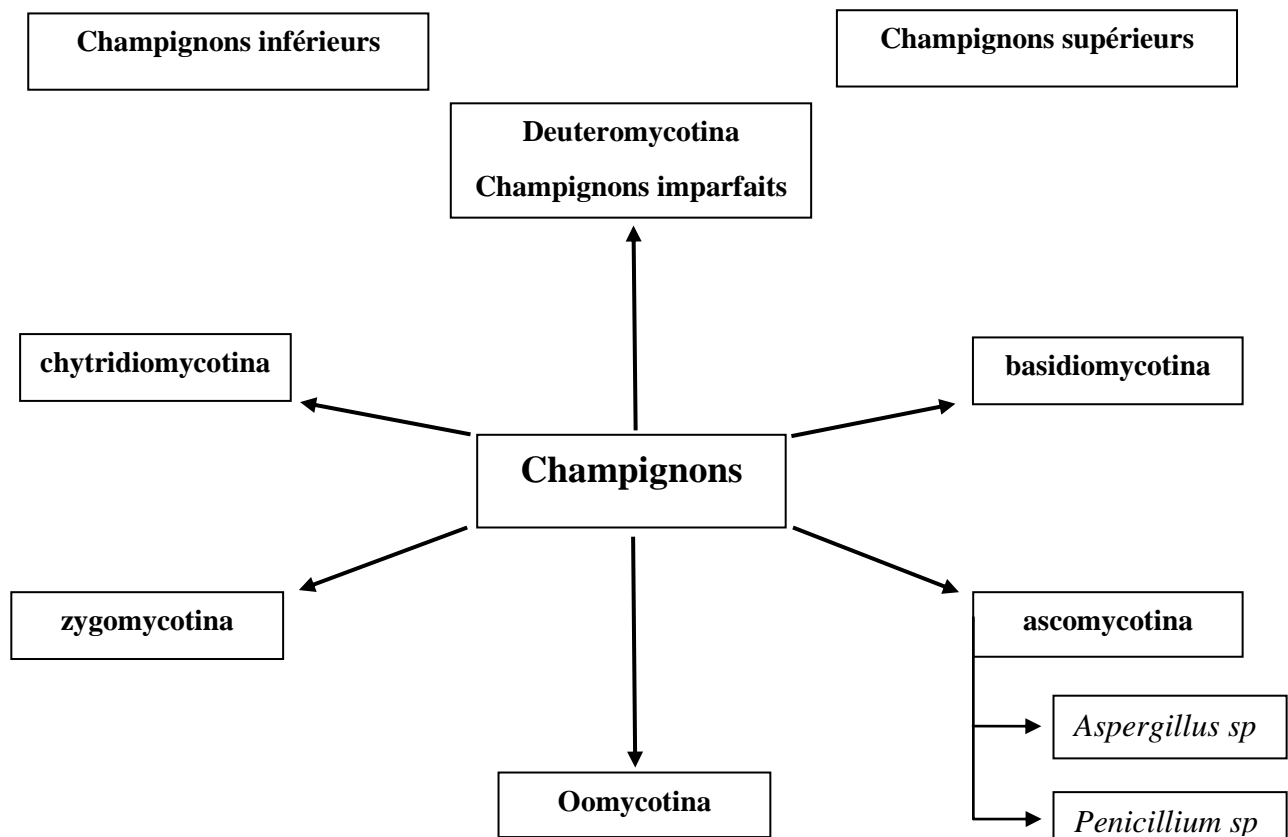 Champignons inférieurs
Champignons supérieurs
Deuteromycotina
Champignons imparfaits
chytridiomycotina
basidiomycotina
Champignons
zygomycotina
ascomycotina
Aspergillus sp
Oomycotina
Penicillium sp